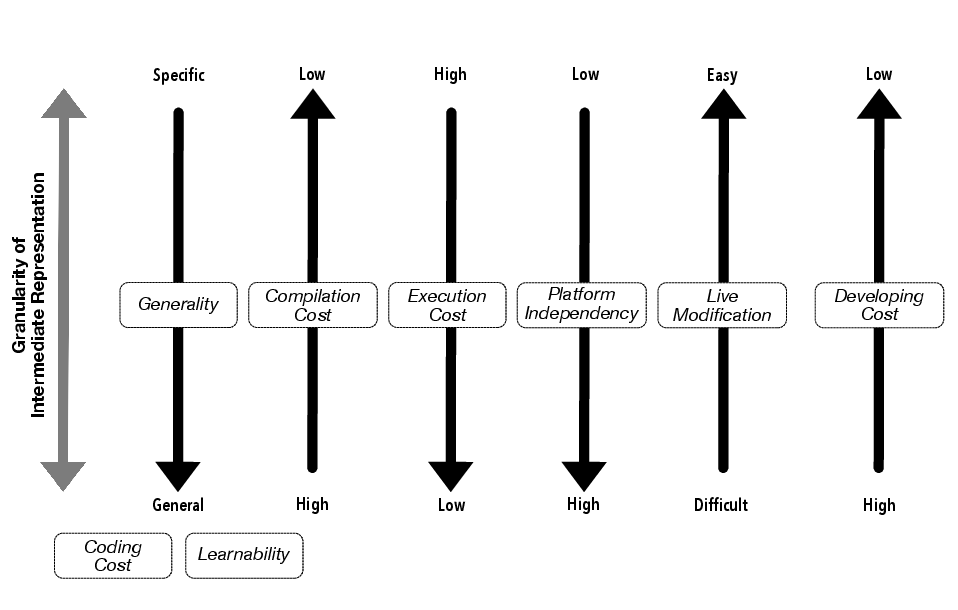 Specific
Low
High
Low
Easy
Low
Granularity of
Intermediate Representation
Generality
Compilation
Cost
Execution
Cost
Platform
Independency
Live
Modification
Developing
Cost
General
High
Low
High
Difficult
High
Coding
Cost
Learnability